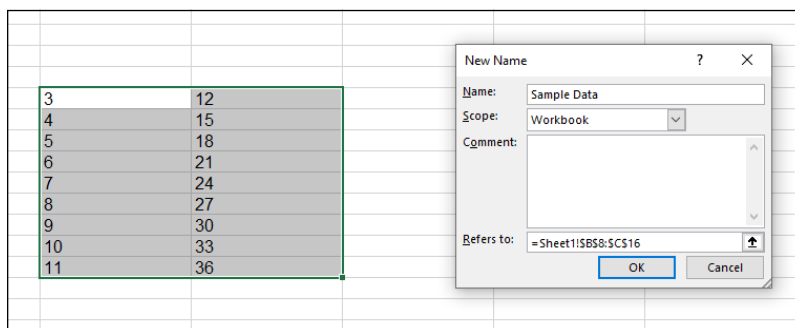 3 12
4 15
5 18
6 21
7 24
8 27
9 30
10 33
11 36
New Name ? X
Name: Sample Data
Scope: Workbook
Comment:
Refers to: =Sheet1!$B$8:$C$16
OK Cancel